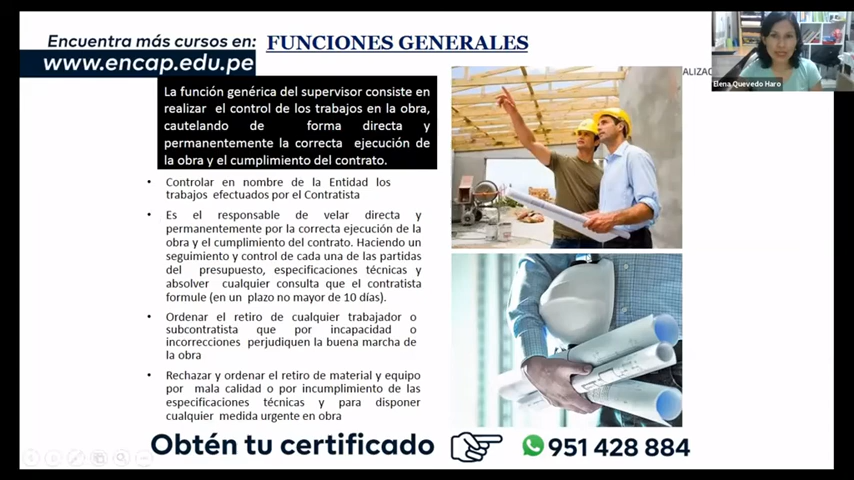 Encuentra más cursos en:
www.encap.edu.pe
FUNCIONES GENERALES
ALIZAC
Elena Quevedo Haro
La función genérica del supervisor consiste en
realizar el control de los trabajos en la obra,
cautelando de forma directa y
permanentemente la correcta ejecución de
la obra y el cumplimiento del contrato.
• Controlar en nombre de la Entidad los
trabajos efectuados por el Contratista
• Es el responsable de velar directa y
permanentemente por la correcta ejecución de la
obra y el cumplimiento del contrato. Haciendo un
seguimiento y control de cada una de las partidas
del presupuesto, especificaciones técnicas y
absolver cualquier consulta que el contratista
formule (en un plazo no mayor de 10 días).
• Ordenar el retiro de cualquier trabajador o
subcontratista que por incapacidad o
incorrecciones perjudiquen la buena marcha de
la obra
• Rechazar y ordenar el retiro de material y equipo
por mala calidad o por incumplimiento de las
especificaciones técnicas y para disponer
cualquier medida urgente en obra
Obtén tu certificado
951 428 884